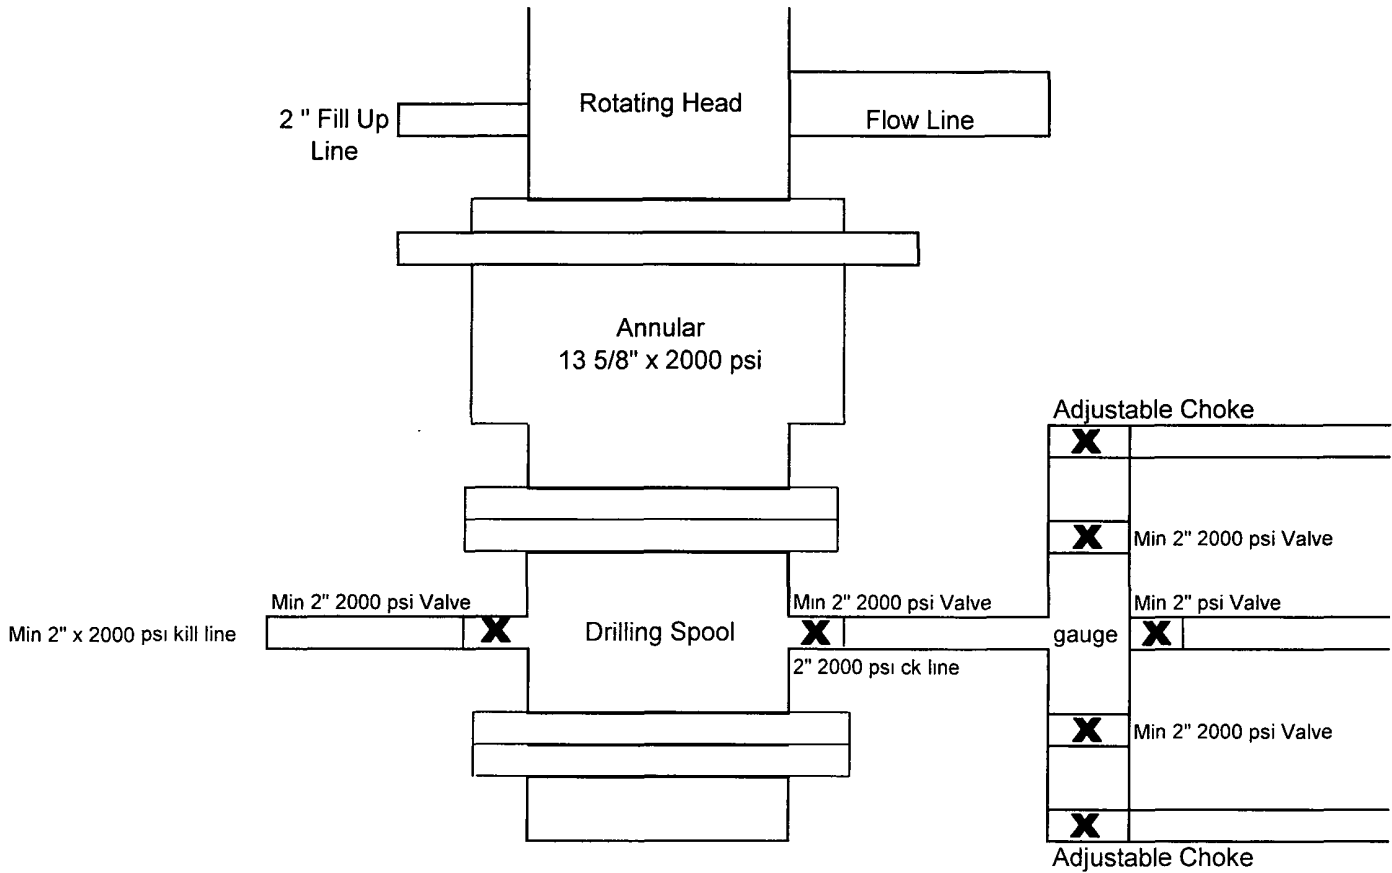 Rotating Head
2 " Fill Up
Line
Flow Line
Annular
13 5/8" x 2000 psi
Adjustable Choke
X
X
Min 2" 2000 psi Valve
Min 2" 2000 psi Valve
Min 2" x 2000 psi kill line
X
Drilling Spool
Min 2" 2000 psi Valve
X
2" 2000 psi ck line
gauge
Min 2" psi Valve
X
X
Min 2" 2000 psi Valve
X
Adjustable Choke